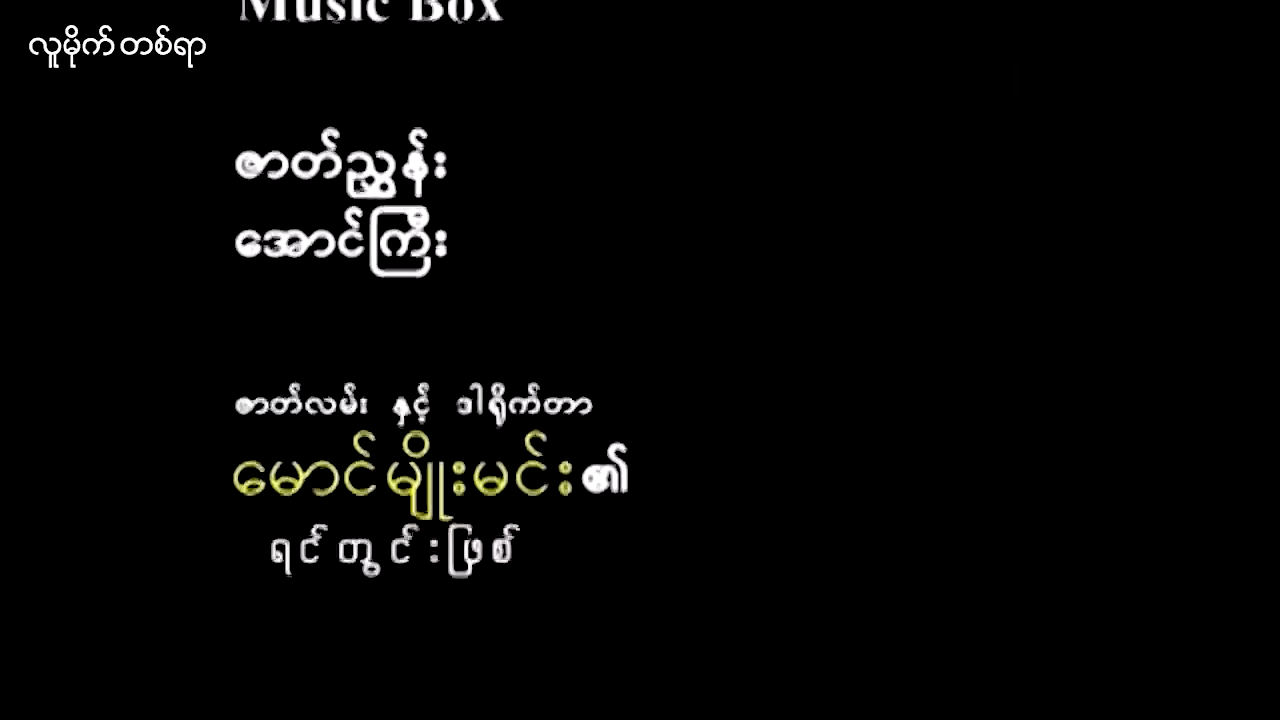 Music Box
လူမိုက်တစ်ရာ
ဇာတ်ညွှန်း
အောင်ကြီး
ဇာတ်လမ်း နှင့် ဒါရိုက်တာ
မောင်မျိုးမင်း၏
ရင်တွင်းဖြစ်